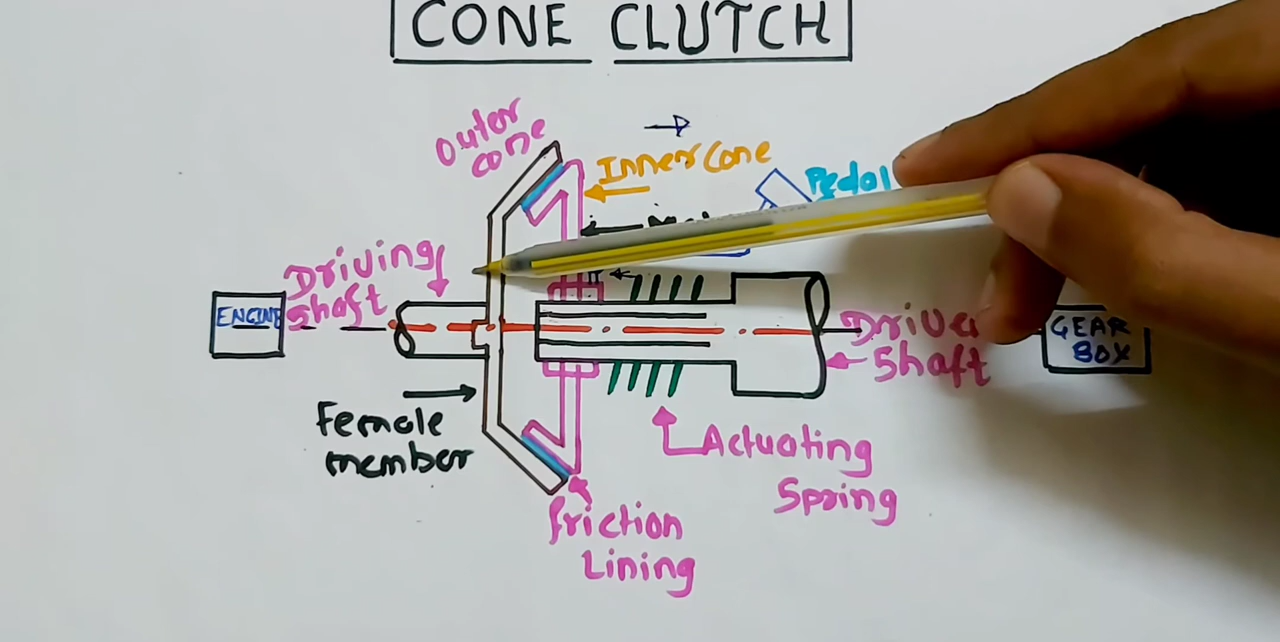 CONE CLUTCH
Outer
cone
Inner Cone
Pedal
Driving
Shaft
ENGINE
Driven
Shaft
GEAR
BOX
Female
member
Actuating
Spring
Friction
Lining